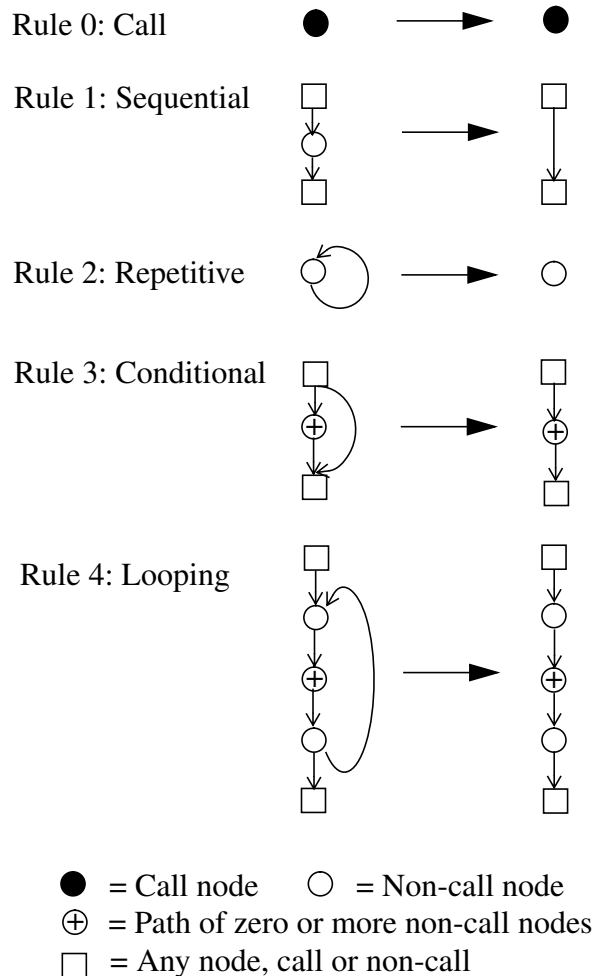 Rule 0: Call
Rule 1: Sequential
Rule 2: Repetitive
Rule 3: Conditional
Rule 4: Looping
= Call node = Non-call node
= Path of zero or more non-call nodes
= Any node, call or non-call